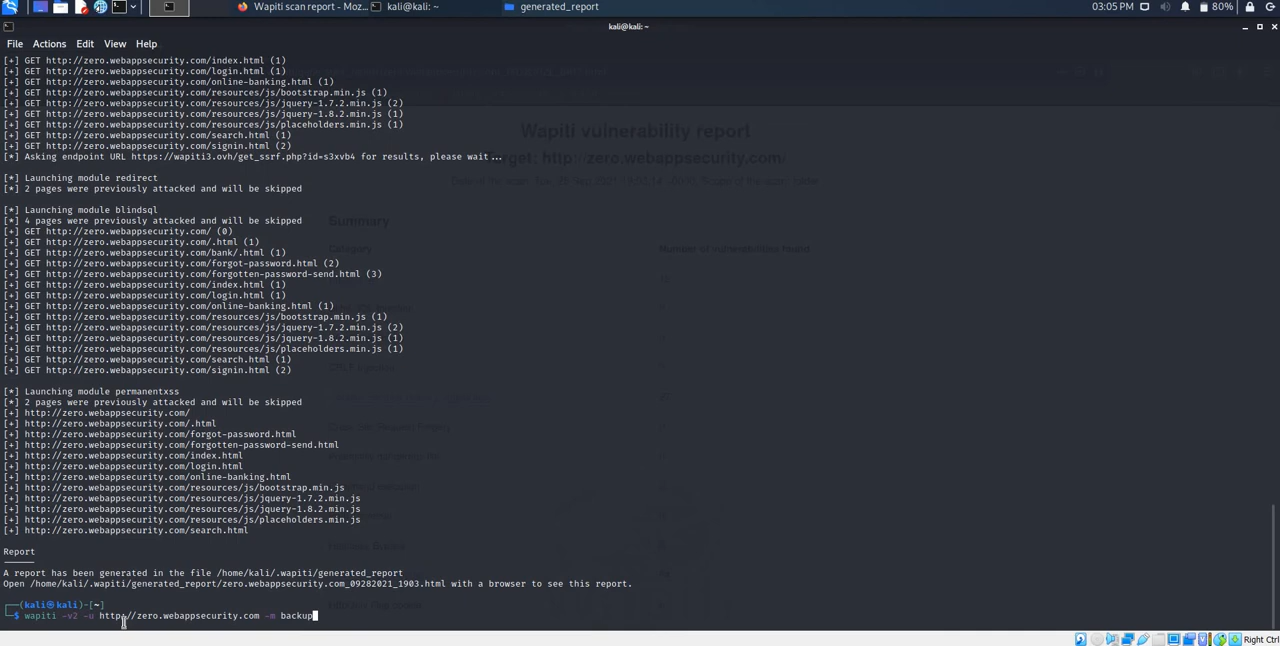 03:05 PM
80%
Wapiti scan report - Moz...
kali@kali: ~
generated_report
kali@kali: ~
File Actions Edit View Help
[+] GET http://zero.webappsecurity.com/index.html (1)
[+] GET http://zero.webappsecurity.com/login.html (1)
[+] GET http://zero.webappsecurity.com/online-banking.html (1)
[+] GET http://zero.webappsecurity.com/resources/js/bootstrap.min.js (1)
[+] GET http://zero.webappsecurity.com/resources/js/jquery-1.7.2.min.js (2)
[+] GET http://zero.webappsecurity.com/resources/js/jquery-1.8.2.min.js (1)
[+] GET http://zero.webappsecurity.com/resources/js/placeholders.min.js (1)
[+] GET http://zero.webappsecurity.com/search.html (1)
[+] GET http://zero.webappsecurity.com/signin.html (2)
[*] Asking endpoint URL https://wapiti3.ovh/get_ssrf.php?id=s3xvb4 for results, please wait...
[*] Launching module redirect
[*] 2 pages were previously attacked and will be skipped
[*] Launching module blindsql
[*] 4 pages were previously attacked and will be skipped
[+] GET http://zero.webappsecurity.com/ (0)
[+] GET http://zero.webappsecurity.com/.html (1)
[+] GET http://zero.webappsecurity.com/bank/.html (1)
[+] GET http://zero.webappsecurity.com/forgot-password.html (2)
[+] GET http://zero.webappsecurity.com/forgotten-password-send.html (3)
[+] GET http://zero.webappsecurity.com/index.html (1)
[+] GET http://zero.webappsecurity.com/login.html (1)
[+] GET http://zero.webappsecurity.com/online-banking.html (1)
[+] GET http://zero.webappsecurity.com/resources/js/bootstrap.min.js (1)
[+] GET http://zero.webappsecurity.com/resources/js/jquery-1.7.2.min.js (2)
[+] GET http://zero.webappsecurity.com/resources/js/jquery-1.8.2.min.js (1)
[+] GET http://zero.webappsecurity.com/resources/js/placeholders.min.js (1)
[+] GET http://zero.webappsecurity.com/search.html (1)
[+] GET http://zero.webappsecurity.com/signin.html (2)
[*] Launching module permanentxss
[*] 2 pages were previously attacked and will be skipped
[+] http://zero.webappsecurity.com/
[+] http://zero.webappsecurity.com/.html
[+] http://zero.webappsecurity.com/forgot-password.html
[+] http://zero.webappsecurity.com/forgotten-password-send.html
[+] http://zero.webappsecurity.com/index.html
[+] http://zero.webappsecurity.com/login.html
[+] http://zero.webappsecurity.com/online-banking.html
[+] http://zero.webappsecurity.com/resources/js/bootstrap.min.js
[+] http://zero.webappsecurity.com/resources/js/jquery-1.7.2.min.js
[+] http://zero.webappsecurity.com/resources/js/jquery-1.8.2.min.js
[+] http://zero.webappsecurity.com/resources/js/placeholders.min.js
[+] http://zero.webappsecurity.com/search.html
Report
A report has been generated in the file /home/kali/.wapiti/generated_report
Open /home/kali/.wapiti/generated_report/zero.webappsecurity.com_09282021_1903.html with a browser to see this report.
(kali㉿kali)-[~]
$ wapiti -v2 -u http://zero.webappsecurity.com -m backup
Wapiti vulnerability report
Target: http://zero.webappsecurity.com/
Summary
Category
Number of vulnerabilities found
Right Ctrl